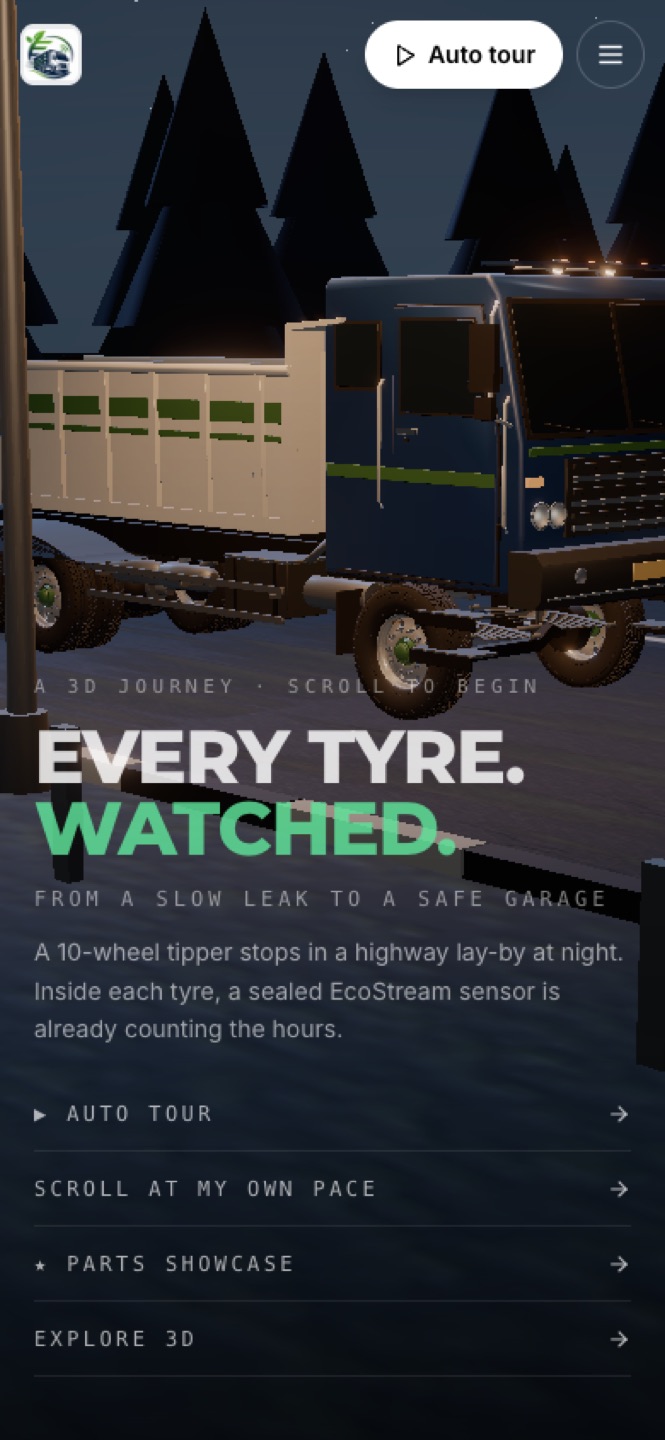 Auto tour
A 3D JOURNEY · SCROLL TO BEGIN
EVERY TYRE.
WATCHED.
FROM A SLOW LEAK TO A SAFE GARAGE
A 10-wheel tipper stops in a highway lay-by at night.
Inside each tyre, a sealed EcoStream sensor is
already counting the hours.
▶ AUTO TOUR →
SCROLL AT MY OWN PACE →
★ PARTS SHOWCASE →
EXPLORE 3D →